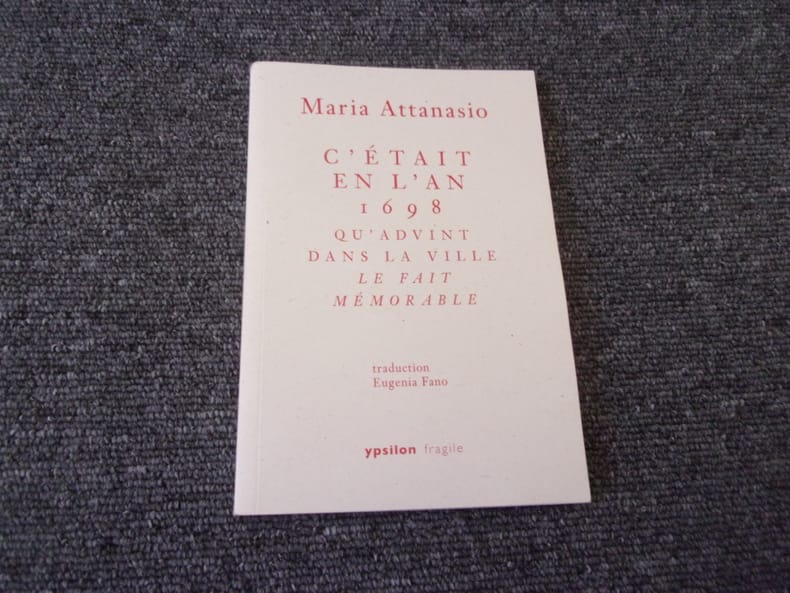 Maria Attanasio
C'ÉTAIT
EN L'AN
1698
QU'ADVINT
DANS LA VILLE
LE FAIT
MÉMORABLE
traduction
Eugenia Fano
ypsilon fragile